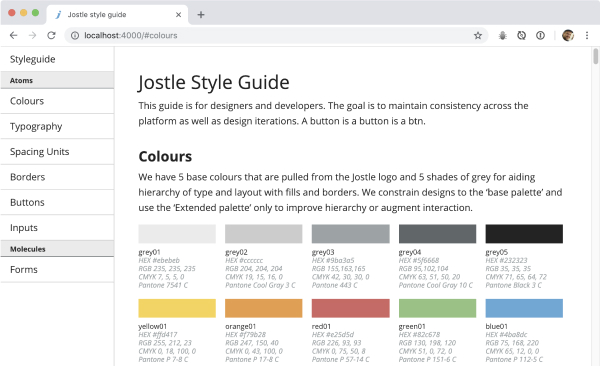 Jostle style guide
localhost:4000/#colours
Styleguide
Atoms
Colours
Typography
Spacing Units
Borders
Buttons
Inputs
Molecules
Forms
Jostle Style Guide
This guide is for designers and developers. The goal is to maintain consistency across the
platform as well as design iterations. A button is a button is a btn.
Colours
We have 5 base colours that are pulled from the Jostle logo and 5 shades of grey for aiding
hierarchy of type and layout with fills and borders. We constrain designs to the ‘base palette’ and
use the ‘Extended palette’ only to improve hierarchy or augment interaction.
grey01
HEX #ebebeb
RGB 235, 235, 235
CMYK 7, 5, 5, 0
Pantone 7541 C
grey02
HEX #cccccc
RGB 204, 204, 204
CMYK 19, 15, 16, 0
Pantone Cool Gray 3 C
grey03
HEX #9ba3a5
RGB 155,163,165
CMYK 42, 30, 30, 0
Pantone 443 C
grey04
HEX #5f6668
RGB 95,102,104
CMYK 63, 51, 50, 20
Pantone Cool Gray 10 C
grey05
HEX #232323
RGB 35, 35, 35
CMYK 71, 65, 64, 72
Pantone Black 3 C
yellow01
HEX #ffd417
RGB 255, 212, 23
CMYK 0, 18, 100, 0
Pantone P 7-8 C
orange01
HEX #f79b28
RGB 247, 150, 40
CMYK 0, 43, 100, 0
Pantone P 17-8 C
red01
HEX #e25d5d
RGB 226, 93, 93
CMYK 0, 75, 50, 8
Pantone P 57-14 C
green01
HEX #82c678
RGB 130, 198, 120
CMYK 51, 0, 72, 0
Pantone P 151-6 C
blue01
HEX #4ba8dc
RGB 75, 168, 220
CMYK 65, 12, 0, 0
Pantone P 112-5 C